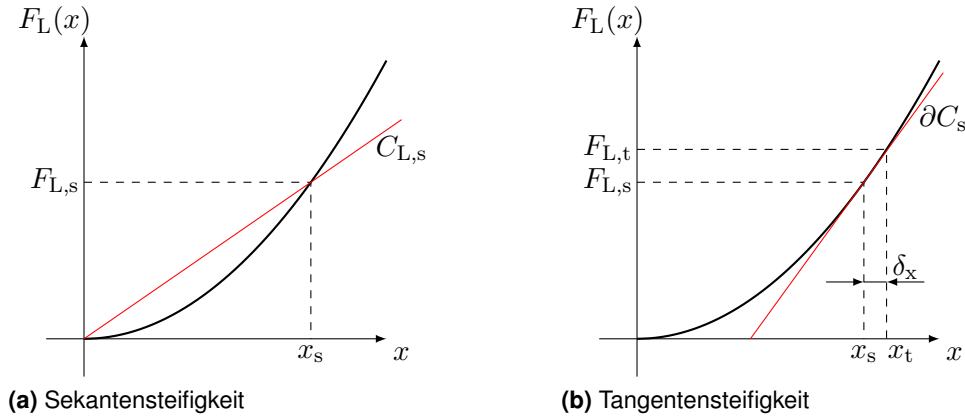 F_L(x)
C_L,s
F_L,s
x_s
x
(a) Sekantensteifigkeit
F_L(x)
∂C_s
F_L,t
F_L,s
δ_x
x_s
x_t
x
(b) Tangentensteifigkeit